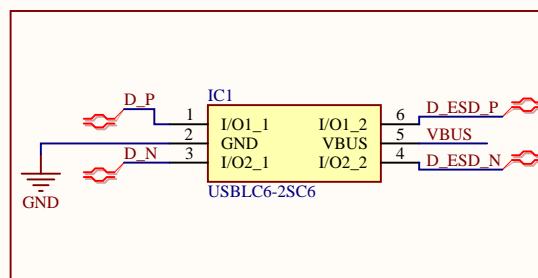 IC1
D_P
1
I/O1_1
I/O1_2
6
D_ESD_P
2
GND
VBUS
5
VBUS
D_N
3
I/O2_1
I/O2_2
4
D_ESD_N
USBLC6-2SC6
GND